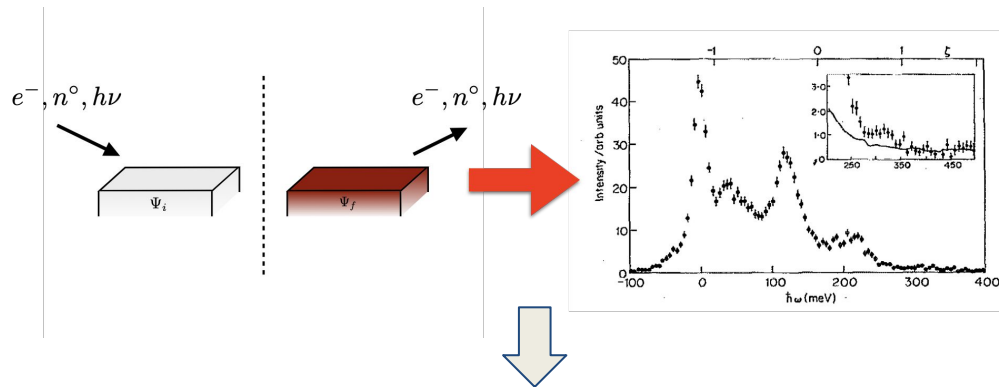 e⁻, n°, hν
e⁻, n°, hν
Ψᵢ
Ψf
-1 0 1 ζ
50
40
30
20
10
0
Intensity/arb units
-100 0 100 200 300 400
ħω(meV)
3·0
2·0
1·0
0
250 350 450